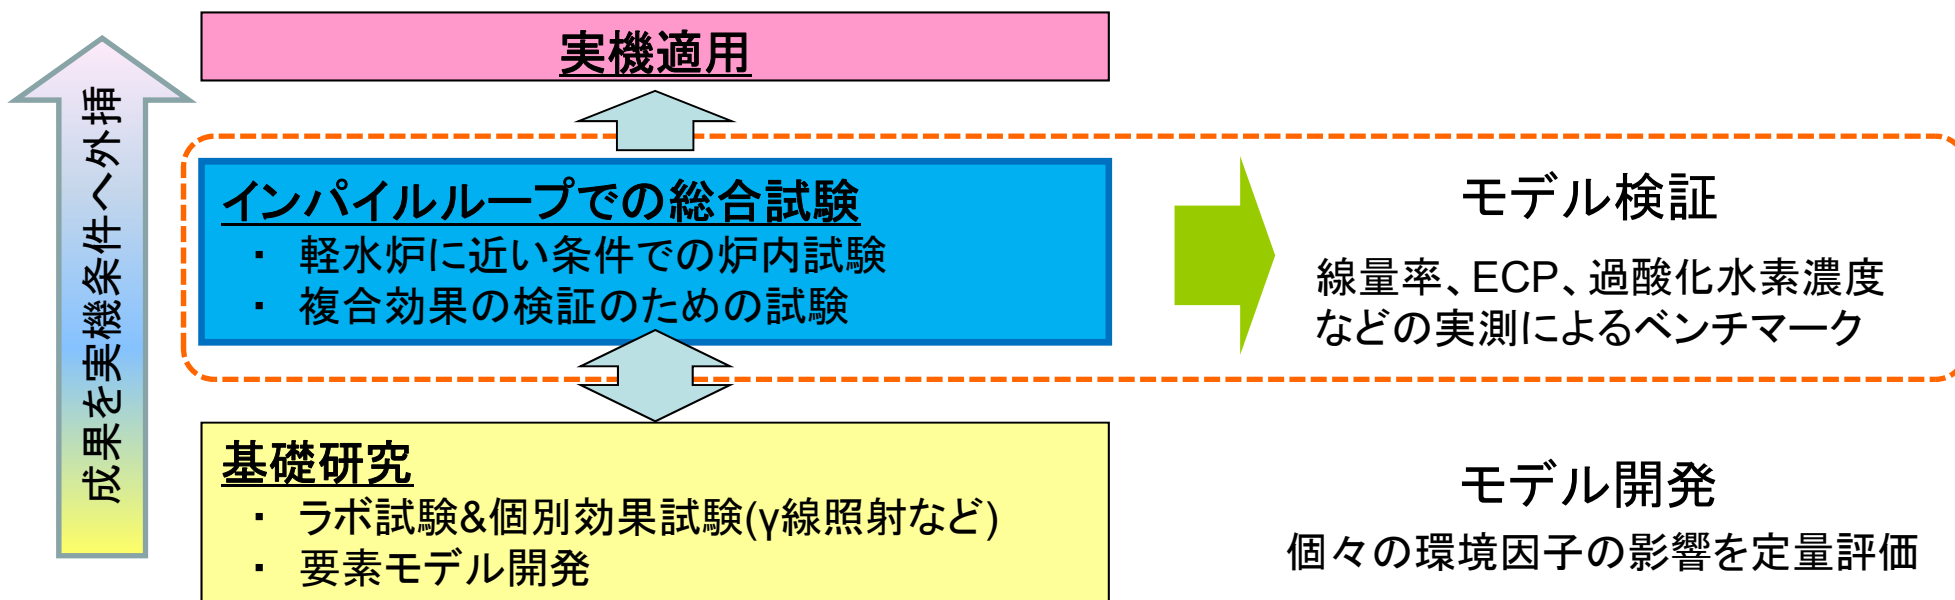 実機適用
成果を実機条件へ外挿
インパイルループでの総合試験
・ 軽水炉に近い条件での炉内試験
・ 複合効果の検証のための試験
モデル検証
線量率、ECP、過酸化水素濃度
などの実測によるベンチマーク
基礎研究
・ ラボ試験&個別効果試験(γ線照射など)
・ 要素モデル開発
モデル開発
個々の環境因子の影響を定量評価